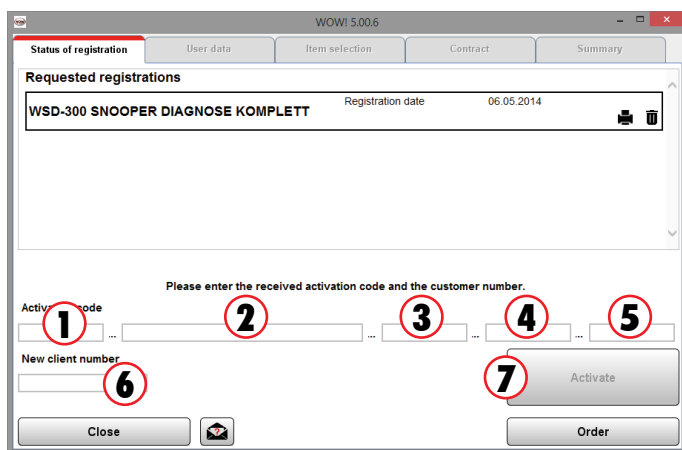 WOW! 5.00.6
Status of registration User data Item selection Contract Summary
Requested registrations
WSD-300 SNOOPER DIAGNOSE KOMPLETT Registration date 06.05.2014
Please enter the received activation code and the customer number.
code
1 ... 2 ... 3 ... 4 ... 5
New client number
6 7 Activate
Close ? Order